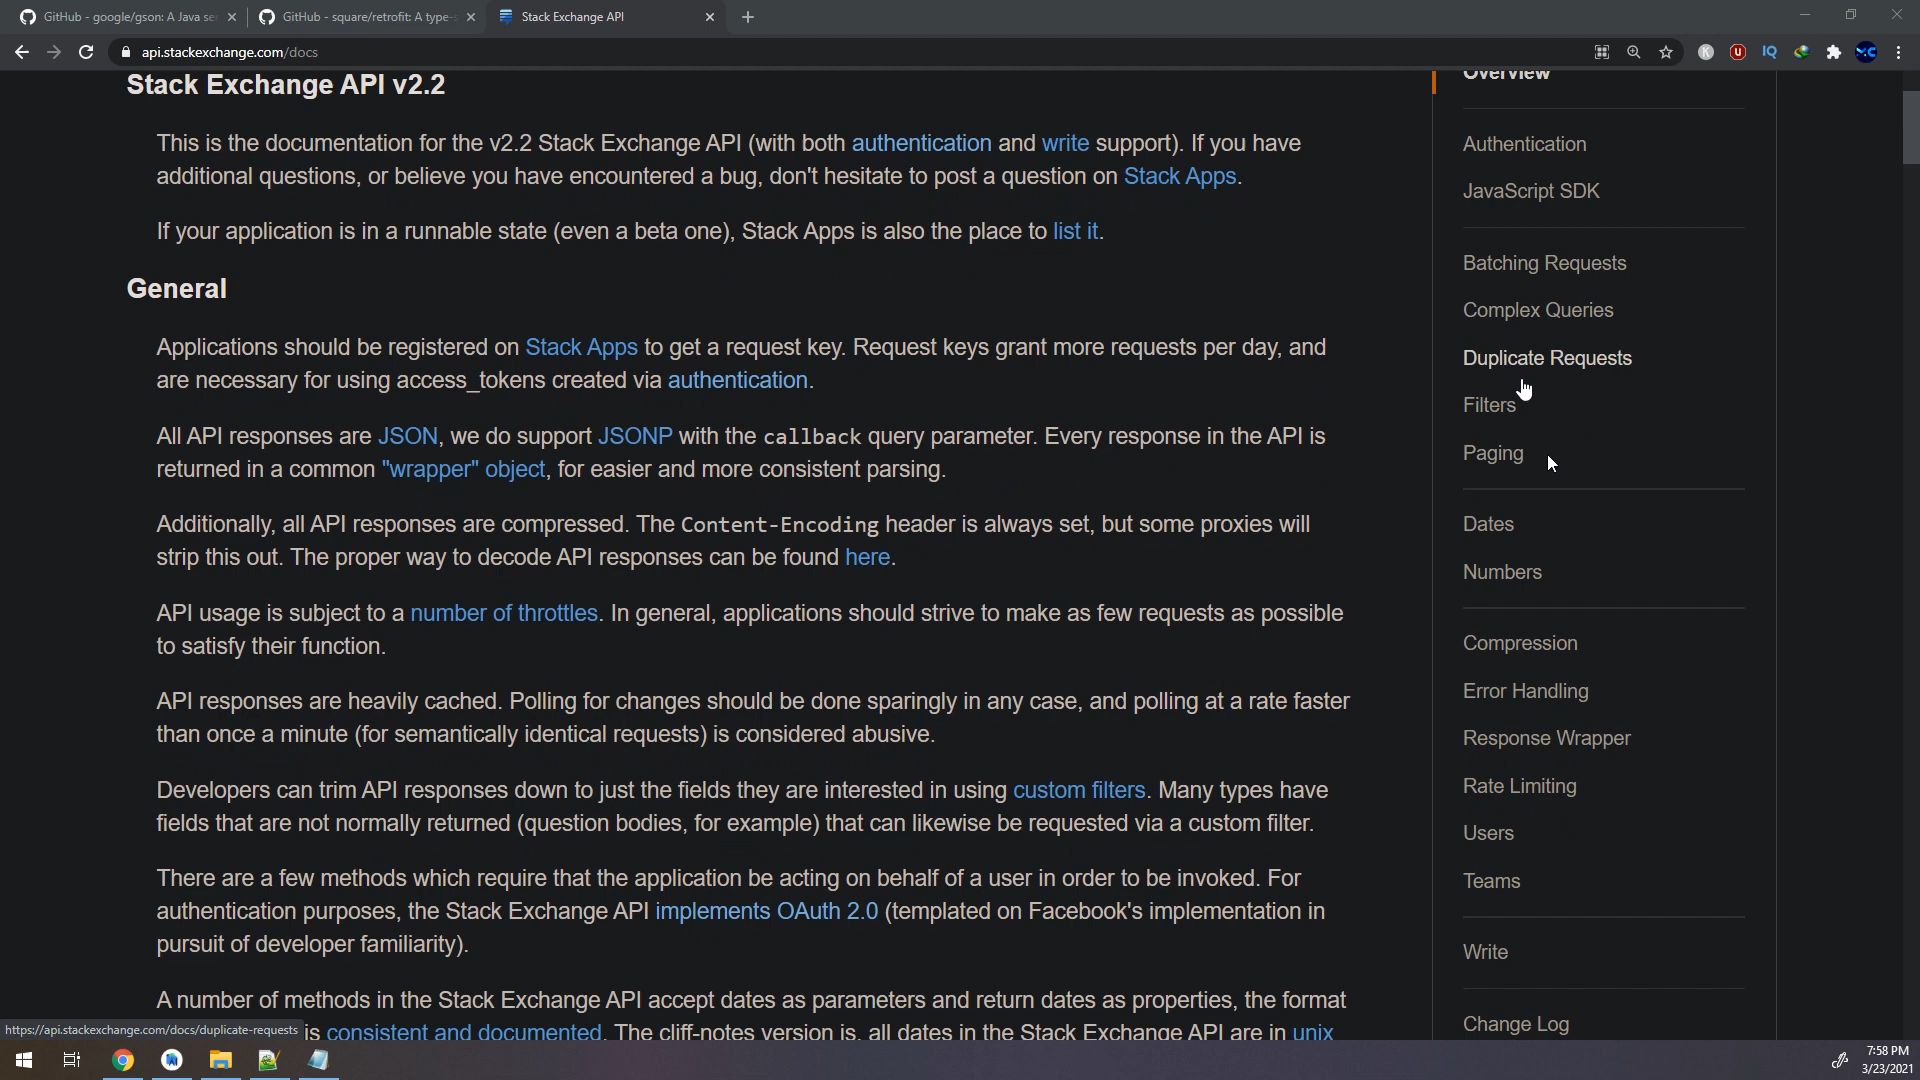 GitHub - google/gson: A Java se
GitHub - square/retrofit: A type-s
Stack Exchange API
api.stackexchange.com/docs
Stack Exchange API v2.2
This is the documentation for the v2.2 Stack Exchange API (with both authentication and write support). If you have
additional questions, or believe you have encountered a bug, don't hesitate to post a question on Stack Apps.
If your application is in a runnable state (even a beta one), Stack Apps is also the place to list it.
General
Applications should be registered on Stack Apps to get a request key. Request keys grant more requests per day, and
are necessary for using access_tokens created via authentication.
All API responses are JSON, we do support JSONP with the callback query parameter. Every response in the API is
returned in a common "wrapper" object, for easier and more consistent parsing.
Additionally, all API responses are compressed. The Content-Encoding header is always set, but some proxies will
strip this out. The proper way to decode API responses can be found here.
API usage is subject to a number of throttles. In general, applications should strive to make as few requests as possible
to satisfy their function.
API responses are heavily cached. Polling for changes should be done sparingly in any case, and polling at a rate faster
than once a minute (for semantically identical requests) is considered abusive.
Developers can trim API responses down to just the fields they are interested in using custom filters. Many types have
fields that are not normally returned (question bodies, for example) that can likewise be requested via a custom filter.
There are a few methods which require that the application be acting on behalf of a user in order to be invoked. For
authentication purposes, the Stack Exchange API implements OAuth 2.0 (templated on Facebook's implementation in
pursuit of developer familiarity).
A number of methods in the Stack Exchange API accept dates as parameters and return dates as properties, the format
is consistent and documented. The cliff-notes version is, all dates in the Stack Exchange API are in unix
https://api.stackexchange.com/docs/duplicate-requests
Overview
Authentication
JavaScript SDK
Batching Requests
Complex Queries
Duplicate Requests
Filters
Paging
Dates
Numbers
Compression
Error Handling
Response Wrapper
Rate Limiting
Users
Teams
Write
Change Log
7:58 PM
3/23/2021